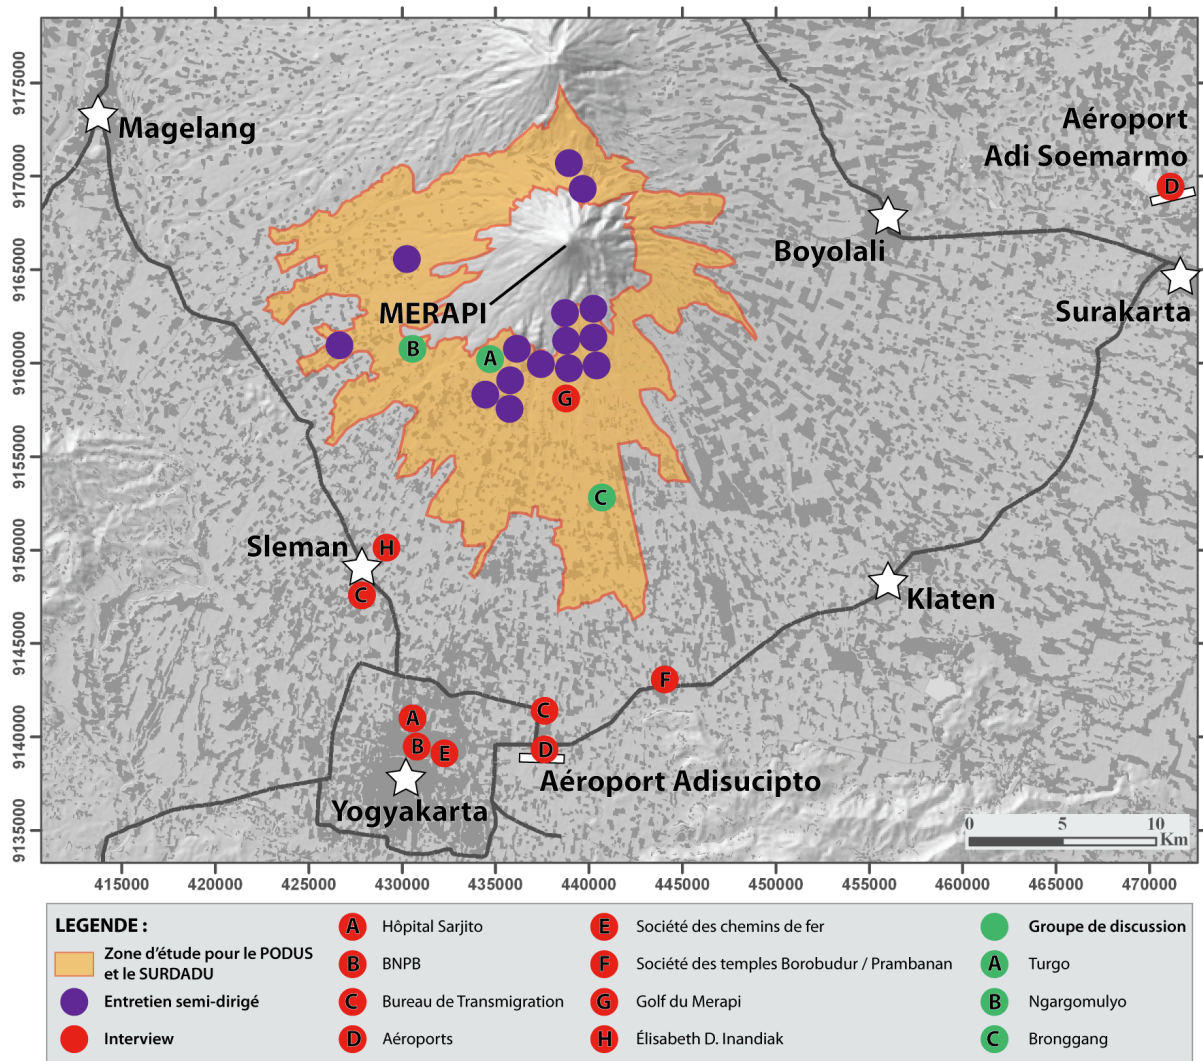 9175000
9170000
9165000
9160000
9155000
9150000
9145000
9140000
9135000
Magelang
Aéroport
Adi Soemarmo
D
Boyolali
Surakarta
MERAPI
B
A
G
C
Sleman
H
C
Klaten
F
A
C
B
E
D
Aéroport Adisucipto
Yogyakarta
0 5 10
Km
415000 420000 425000 430000 435000 440000 445000 450000 455000 460000 465000 470000
LEGENDE :
Zone d'étude pour le PODUS
et le SURDADU
Entretien semi-dirigé
Interview
A Hôpital Sarjito
B BNPB
C Bureau de Transmigration
D Aéroports
E Société des chemins de fer
F Société des temples Borobudur / Prambanan
G Golf du Merapi
H Élisabeth D. Inandiak
Groupe de discussion
A Turgo
B Ngargomulyo
C Bronggang